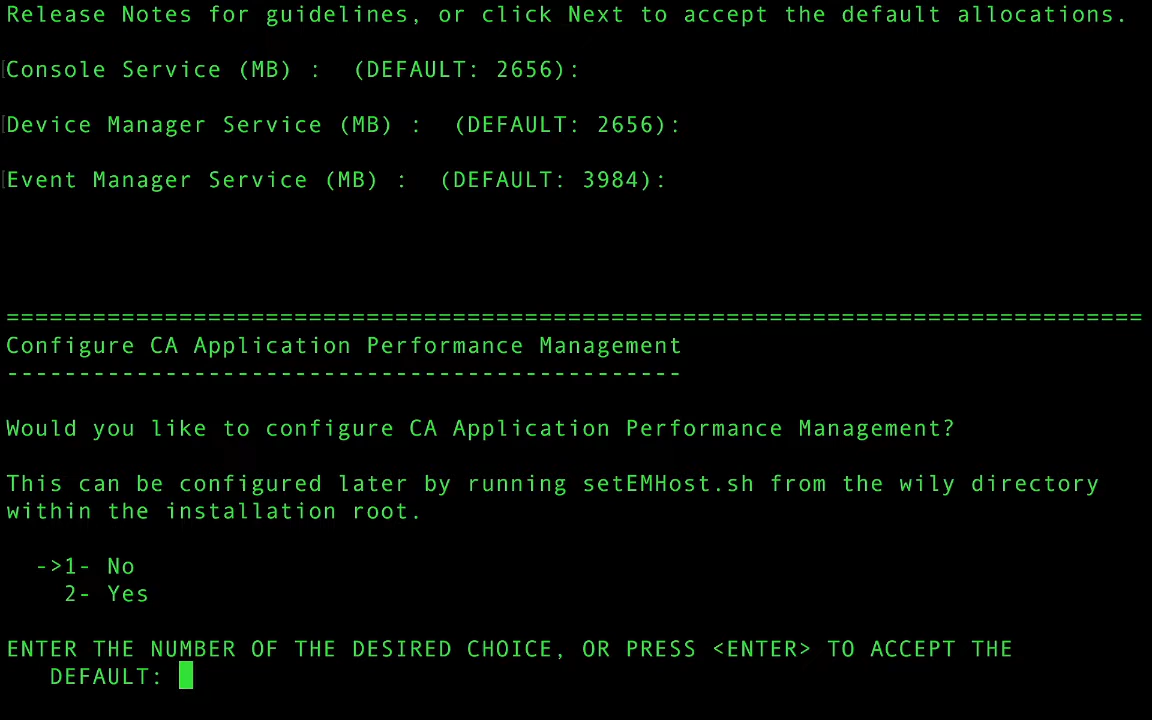 Release Notes for guidelines, or click Next to accept the default allocations.
Console Service (MB) :  (DEFAULT: 2656):
Device Manager Service (MB) :  (DEFAULT: 2656):
Event Manager Service (MB) :  (DEFAULT: 3984):
===============================================================================
Configure CA Application Performance Management
-----------------------------------------------
Would you like to configure CA Application Performance Management?
This can be configured later by running setEMHost.sh from the wily directory
within the installation root.
->1- No
2- Yes
ENTER THE NUMBER OF THE DESIRED CHOICE, OR PRESS <ENTER> TO ACCEPT THE
DEFAULT: